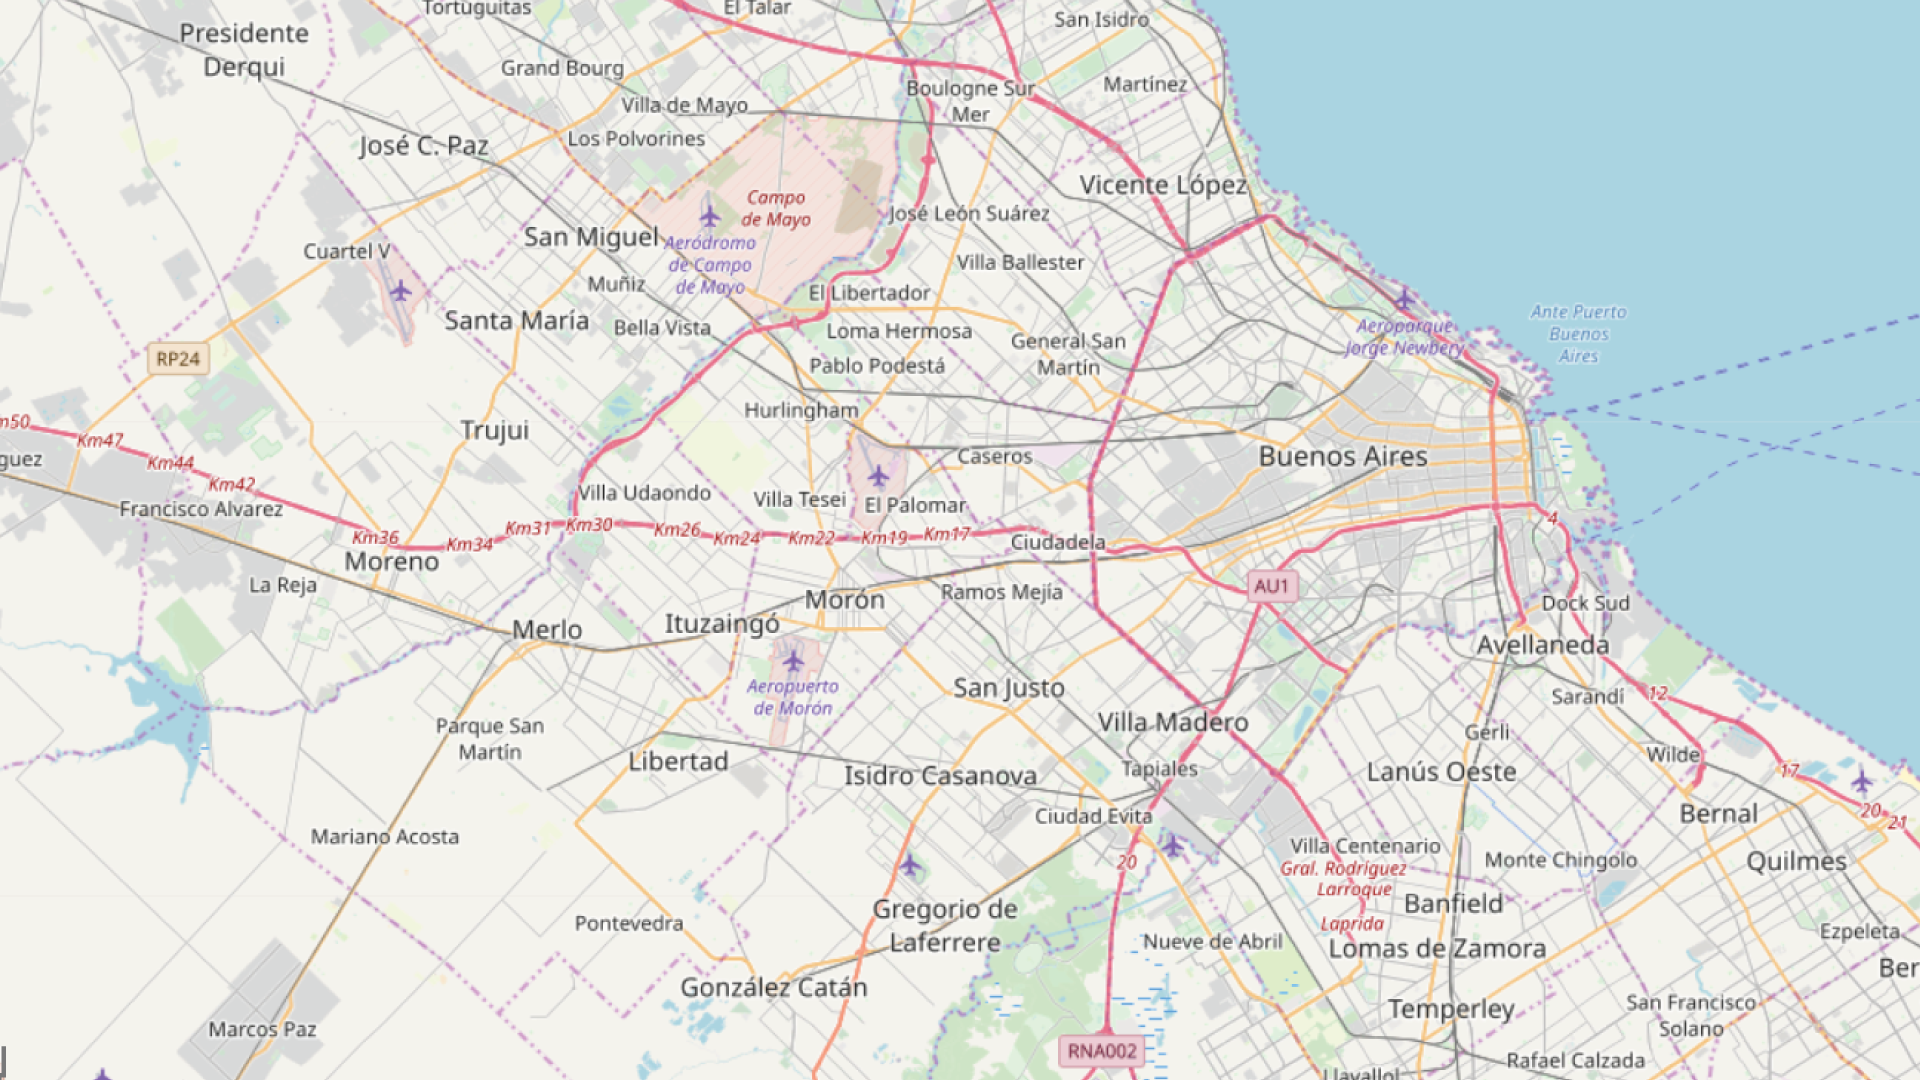 Tortuguitas
El Talar
San Isidro
Presidente
Derqui
Grand Bourg
Boulogne Sur
Mer
Martínez
Villa de Mayo
Los Polvorines
José C. Paz
Campo
de Mayo
Vicente López
José León Suárez
San Miguel
Aeródromo
de Campo
de Mayo
Cuartel V
Villa Ballester
Muñiz
El Libertador
Santa María
Bella Vista
Loma Hermosa
General San
Martín
Ante Puerto
Buenos
Aires
Aeroparque
Jorge Newbery
RP24
Pablo Podestá
Hurlingham
Trujui
m50
Km47
Km44
Km42
guez
Caseros
Buenos Aires
Villa Udaondo
Villa Tesei
El Palomar
Francisco Alvarez
Km36
Km34
Km31
Km30
Km26
Km24
Km22
Km19
Km17
Ciudadela
4
Moreno
La Reja
AU1
Morón
Ramos Mejía
Dock Sud
Merlo
Ituzaingó
Avellaneda
Aeropuerto
de Morón
San Justo
Sarandí
12
Parque San
Martín
Villa Madero
Gerli
Libertad
Isidro Casanova
Tapiales
Lanús Oeste
Wilde
17
Ciudad Evita
Bernal
20
21
Mariano Acosta
Villa Centenario
20
Gral. Rodríguez
Larroque
Monte Chingolo
Quilmes
Laprida
Banfield
Gregorio de
Laferrere
Pontevedra
Nueve de Abril
Lomas de Zamora
Ezpeleta
Ber
González Catán
Temperley
San Francisco
Solano
Marcos Paz
RNA002
Rafael Calzada
Llavallol